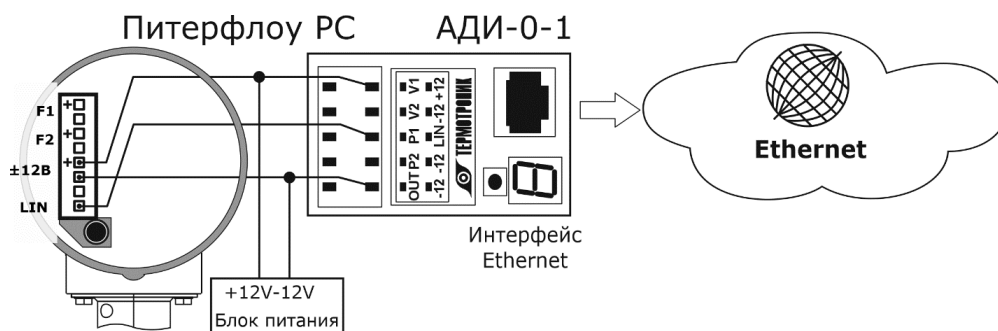 Питерфлоу РС
АДИ-0-1
F1
F2
±12В
LIN
+
+
+
V1 +12
V2 -12
P1 LIN
P2 -12
OUT -12
ТЕРМОТРОНИК
Ethernet
Интерфейс
Ethernet
+12V-12V
Блок питания